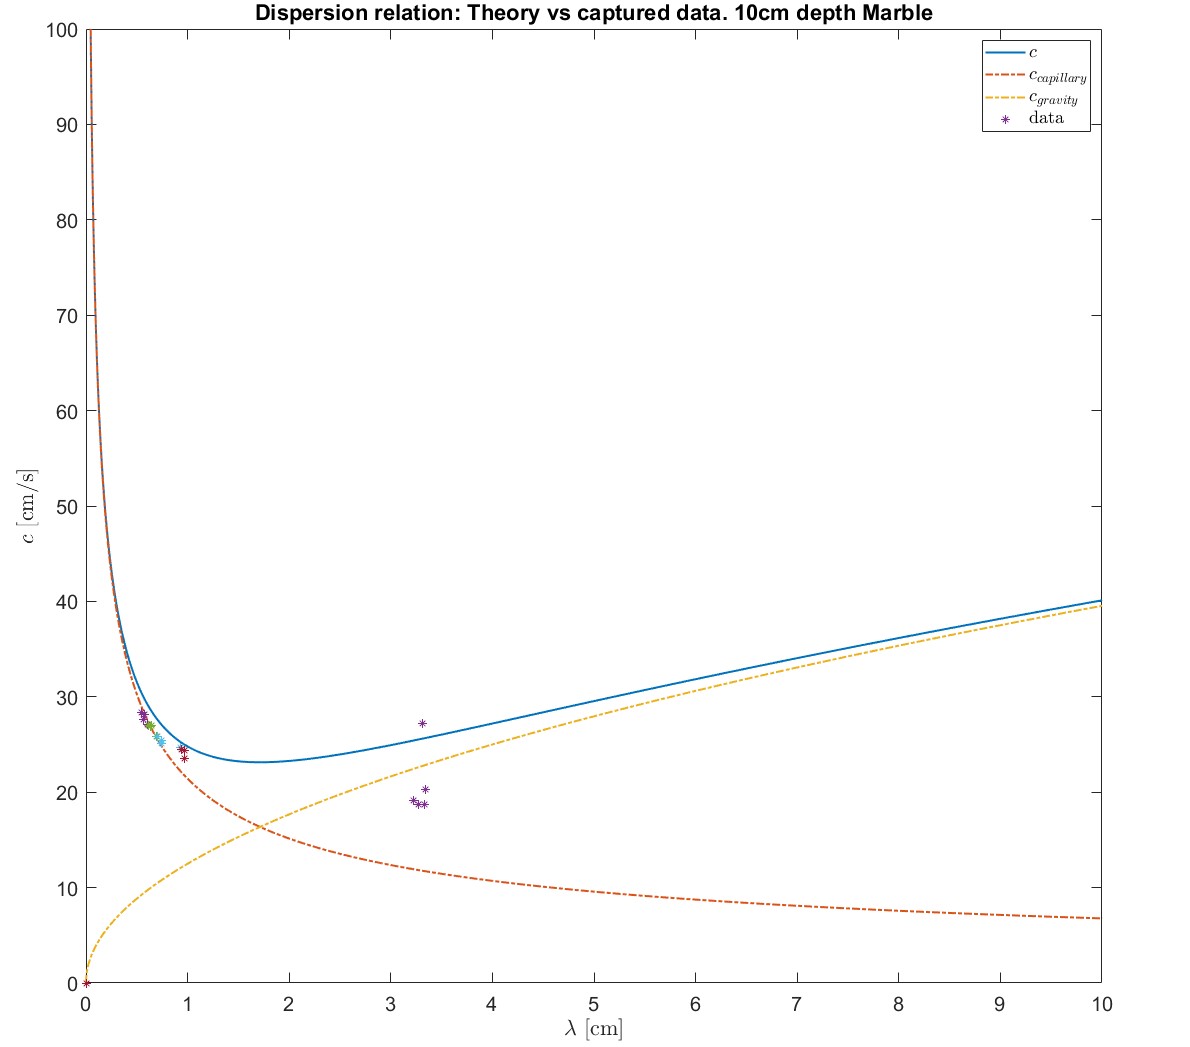 Dispersion relation: Theory vs captured data. 10cm depth Marble
c
c_capillary
c_gravity
data
100
90
80
70
60
50
40
30
20
10
0
c [cm/s]
0 1 2 3 4 5 6 7 8 9 10
λ [cm]